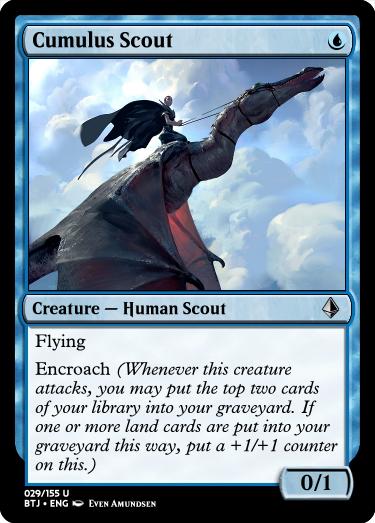 Cumulus Scout
Creature — Human Scout
Flying
Encroach (Whenever this creature
attacks, you may put the top two cards
of your library into your graveyard. If
one or more land cards are put into
your graveyard this way, put a +1/+1 counter
on this.)
0/1
029/155 U
BTJ • ENG Even Amundsen